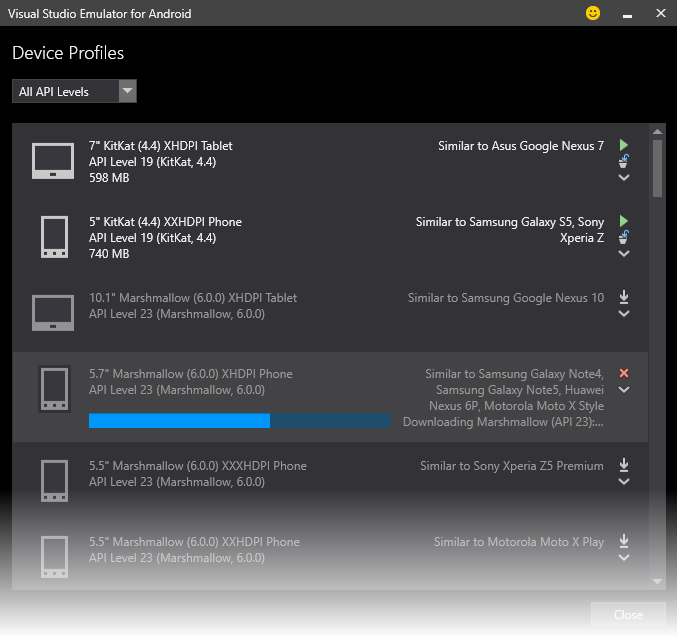 Visual Studio Emulator for Android
Device Profiles
All API Levels
7" KitKat (4.4) XHDPI Tablet
API Level 19 (KitKat, 4.4)
598 MB
Similar to Asus Google Nexus 7
5" KitKat (4.4) XXHDPI Phone
API Level 19 (KitKat, 4.4)
740 MB
Similar to Samsung Galaxy S5, Sony
Xperia Z
10.1" Marshmallow (6.0.0) XHDPI Tablet
API Level 23 (Marshmallow, 6.0.0)
Similar to Samsung Google Nexus 10
5.7" Marshmallow (6.0.0) XHDPI Phone
API Level 23 (Marshmallow, 6.0.0)
Similar to Samsung Galaxy Note4,
Samsung Galaxy Note5, Huawei
Nexus 6P, Motorola Moto X Style
Downloading Marshmallow (API 23):...
5.5" Marshmallow (6.0.0) XXXHDPI Phone
API Level 23 (Marshmallow, 6.0.0)
Similar to Sony Xperia Z5 Premium
5.5" Marshmallow (6.0.0) XXHDPI Phone
API Level 23 (Marshmallow, 6.0.0)
Similar to Motorola Moto X Play
Close